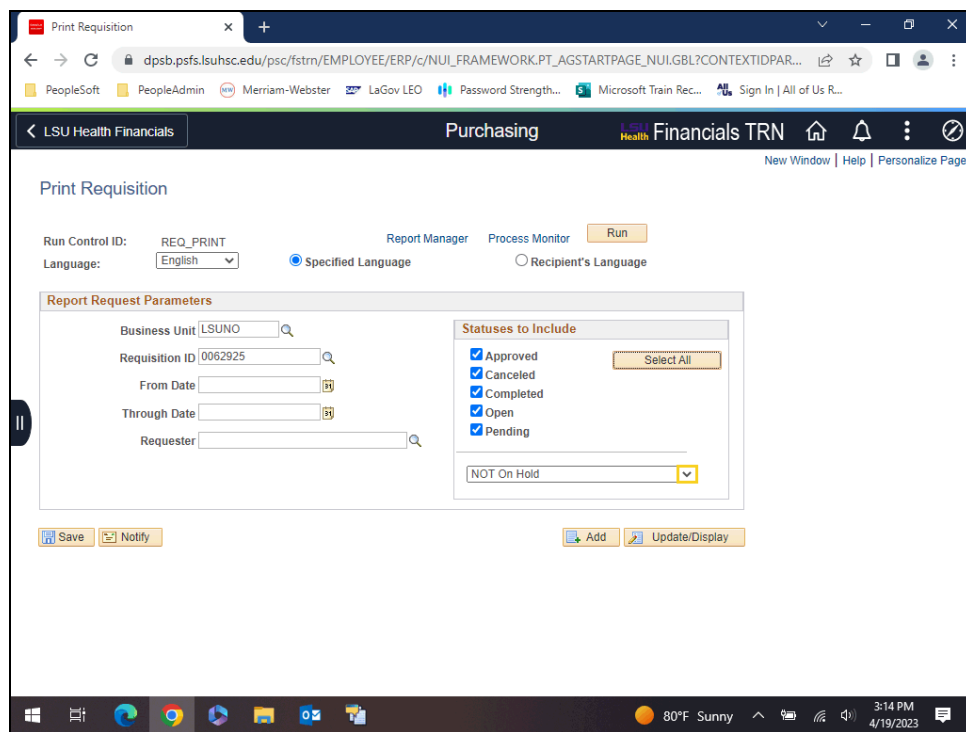 Print Requisition
dpsb.psfs.lsuhsc.edu/psc/fstrn/EMPLOYEE/ERP/c/NUI_FRAMEWORK.PT_AGSTARTPAGE_NUI.GBL?CONTEXTIDPAR...
PeopleSoft PeopleAdmin Merriam-Webster LaGov LEO Password Strength... Microsoft Train Rec... Sign In | All of Us R...
LSU Health Financials Purchasing LSU Health Financials TRN
New Window | Help | Personalize Page
Print Requisition
Run Control ID: REQ_PRINT Report Manager Process Monitor Run
Language: English Specified Language Recipient's Language
Report Request Parameters
Business Unit LSUNO Statuses to Include
Requisition ID 0062925 Approved Select All
From Date Canceled
Completed
Through Date Open
Requester Pending
NOT On Hold
Save Notify Add Update/Display
80°F Sunny 3:14 PM
4/19/2023